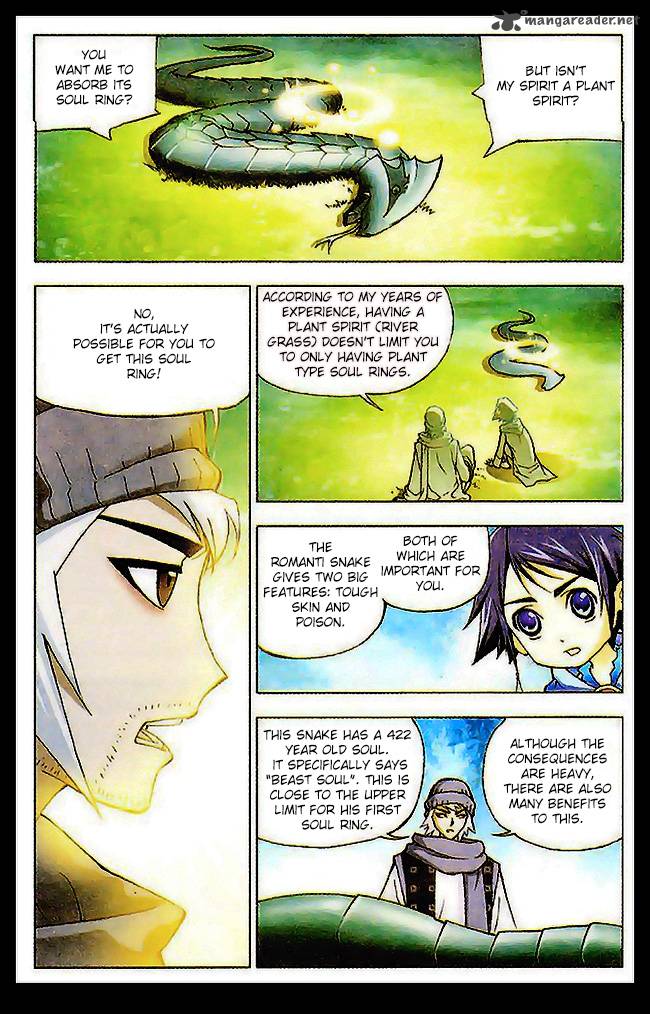 mangareader.net
YOU
WANT ME TO
ABSORB ITS
SOUL RING?
BUT ISN'T
MY SPIRIT A PLANT
SPIRIT?
NO,
IT'S ACTUALLY
POSSIBLE FOR YOU TO
GET THIS SOUL
RING!
ACCORDING TO MY YEARS OF
EXPERIENCE, HAVING A
PLANT SPIRIT (RIVER
GRASS) DOESN'T LIMIT YOU
TO ONLY HAVING PLANT
TYPE SOUL RINGS.
THE
ROMANTI SNAKE
GIVES TWO BIG
FEATURES: TOUGH
SKIN AND
POISON.
BOTH OF
WHICH ARE
IMPORTANT FOR
YOU.
THIS SNAKE HAS A 422
YEAR OLD SOUL.
IT SPECIFICALLY SAYS
"BEAST SOUL". THIS IS
CLOSE TO THE UPPER
LIMIT FOR HIS FIRST
SOUL RING.
ALTHOUGH THE
CONSEQUENCES
ARE HEAVY,
THERE ARE ALSO
MANY BENEFITS
TO THIS.